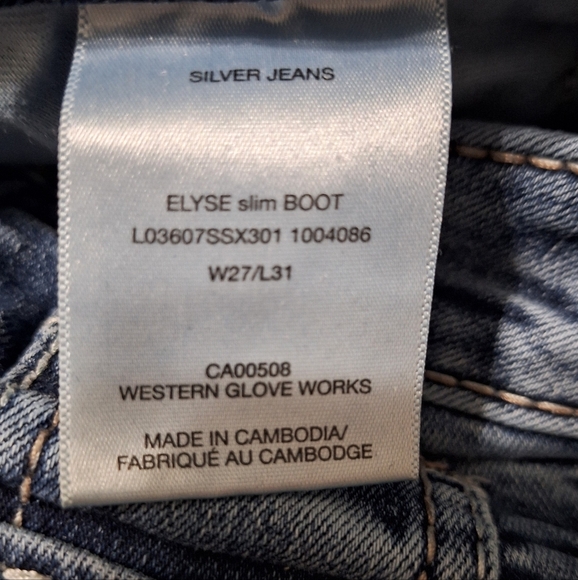 SILVER JEANS
ELYSE slim BOOT
L03607SSX301 1004086
W27/L31
CA00508
WESTERN GLOVE WORKS
MADE IN CAMBODIA/
FABRIQUÉ AU CAMBODGE